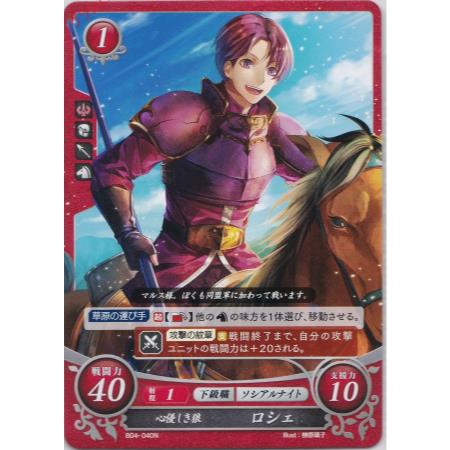 1
マルス様。ぼくも同盟軍に加わって戦います。
草原の運び手 起【 】他の の味方を1体選び、移動させる。
攻撃の紋章 支 戦闘終了まで、自分の攻撃
ユニットの戦闘力は+20される。
戦闘力
40
射程 1 下級職 ソシアルナイト
支援力
10
心優しき狼 ロシェ
B04-040N
Illust: